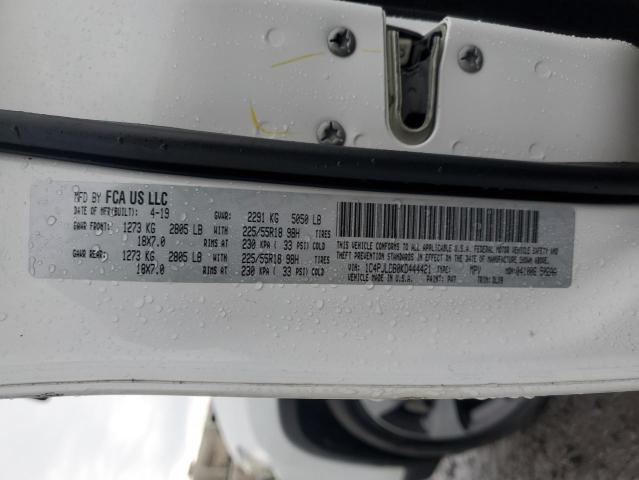 MFD BY FCA US LLC
DATE OF MFR(BUILT): 4-19 GVWR: 2291 KG 5050 LB
GAWR FRONT: 1273 KG 2805 LB WITH 225/55R18 98H TIRES
18X7.0 RIMS AT 230 KPA ( 33 PSI) COLD
GAWR REAR: 1273 KG 2805 LB WITH 225/55R18 98H TIRES
18X7.0 RIMS AT 230 KPA ( 33 PSI) COLD
THIS VEHICLE CONFORMS TO ALL APPLICABLE U.S.A. FEDERAL MOTOR VEHICLE SAFETY AND
THEFT PREVENTION STANDARDS IN EFFECT ON THE DATE OF MANUFACTURE SHOWN ABOVE.
VIN: 1C4PJLDB0KD444421 TYPE: MPV MDH:
VEHICLE MADE IN U.S.A. PAINT: PW7 TRIM: